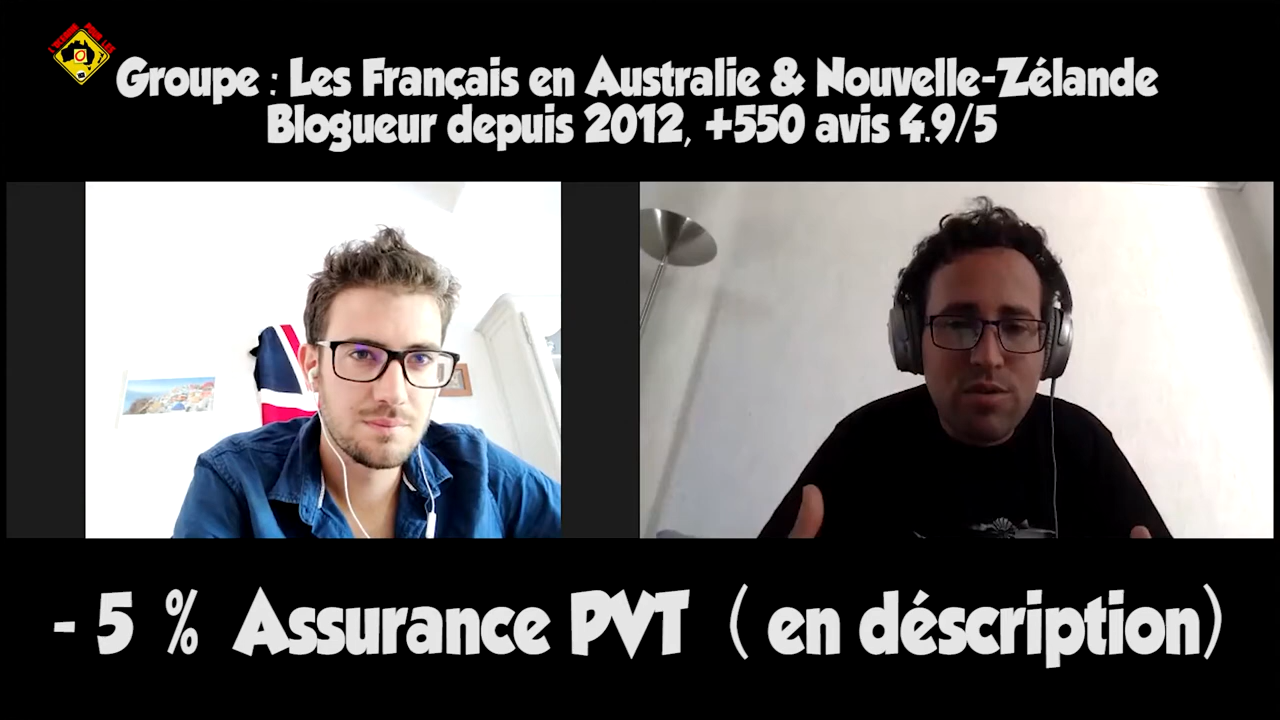 Groupe : Les Français en Australie & Nouvelle-Zélande
Blogueur depuis 2012, +550 avis 4.9/5
- 5 % Assurance PVT ( en déscription)